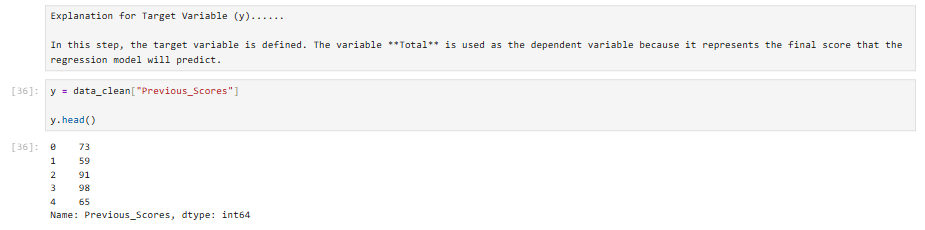 Explanation for Target Variable (y)......
In this step, the target variable is defined. The variable **Total** is used as the dependent variable because it represents the final score that the
regression model will predict.
[36]: y = data_clean["Previous_Scores"]
y.head()
[36]: 0    73
1    59
2    91
3    98
4    65
Name: Previous_Scores, dtype: int64